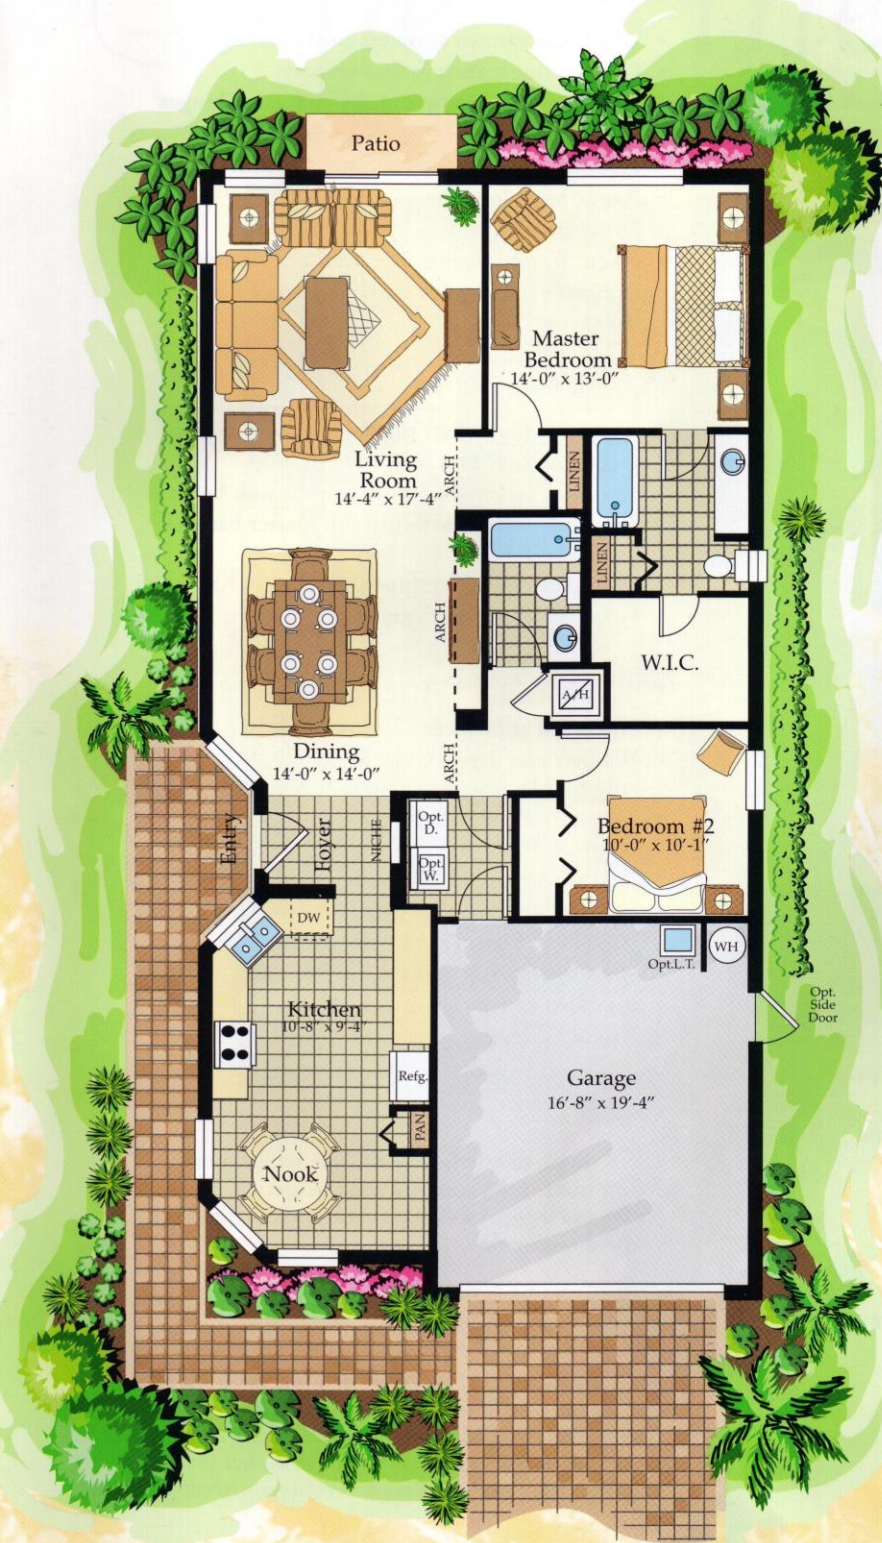 Patio
Master
Bedroom
14'-0" x 13'-0"
Living
Room
14'-4" x 17'-4"
ARCH
LINEN
LINEN
ARCH
W.I.C.
A/H
Dining
14'-0" x 14'-0"
ARCH
Entry
Foyer
NICHE
Opt.
D.
Opt.
W.
Bedroom #2
10'-0" x 10'-1"
DW
Opt.L.T.
WH
Opt.
Side
Door
Kitchen
10'-8" x 9'-4"
Refg.
Garage
16'-8" x 19'-4"
PAN
Nook